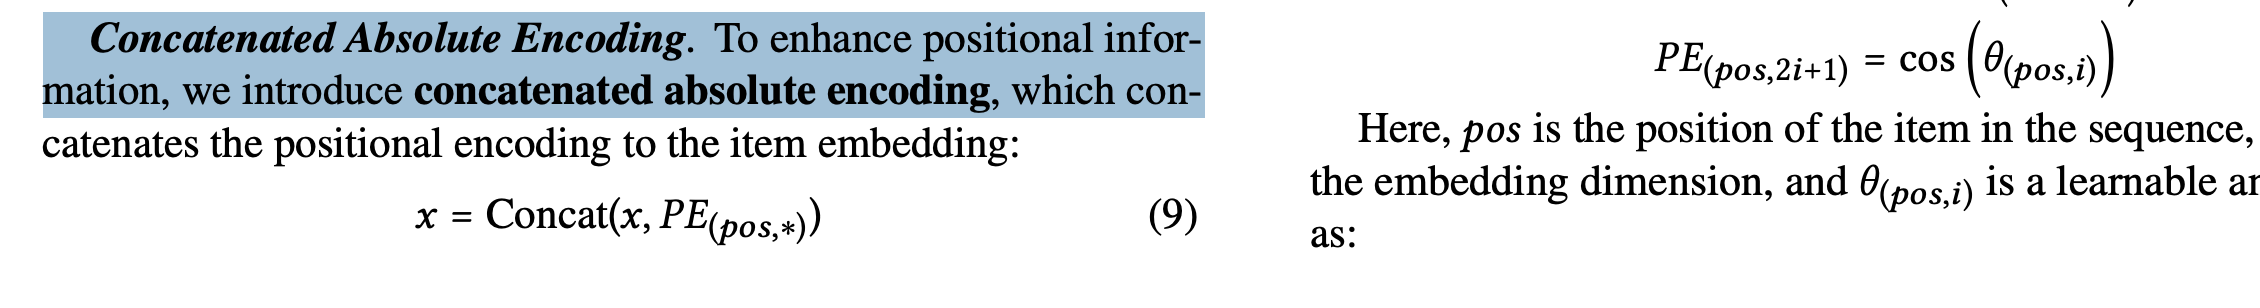 Concatenated Absolute Encoding. To enhance positional infor-
mation, we introduce concatenated absolute encoding, which con-
catenates the positional encoding to the item embedding:
x = Concat(x, PE(pos,*)) (9)
PE(pos,2i+1) = cos (θ(pos,i))
Here, pos is the position of the item in the sequence,
the embedding dimension, and θ(pos,i) is a learnable
as: